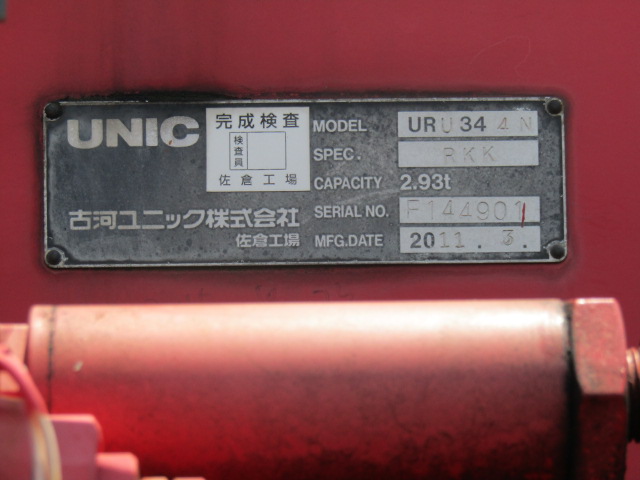 UNIC
完成検査
検査員
佐倉工場
古河ユニック株式会社
佐倉工場
MODEL URU344N
SPEC. RKK
CAPACITY 2.93t
SERIAL NO. F144901
MFG.DATE 2011.3.